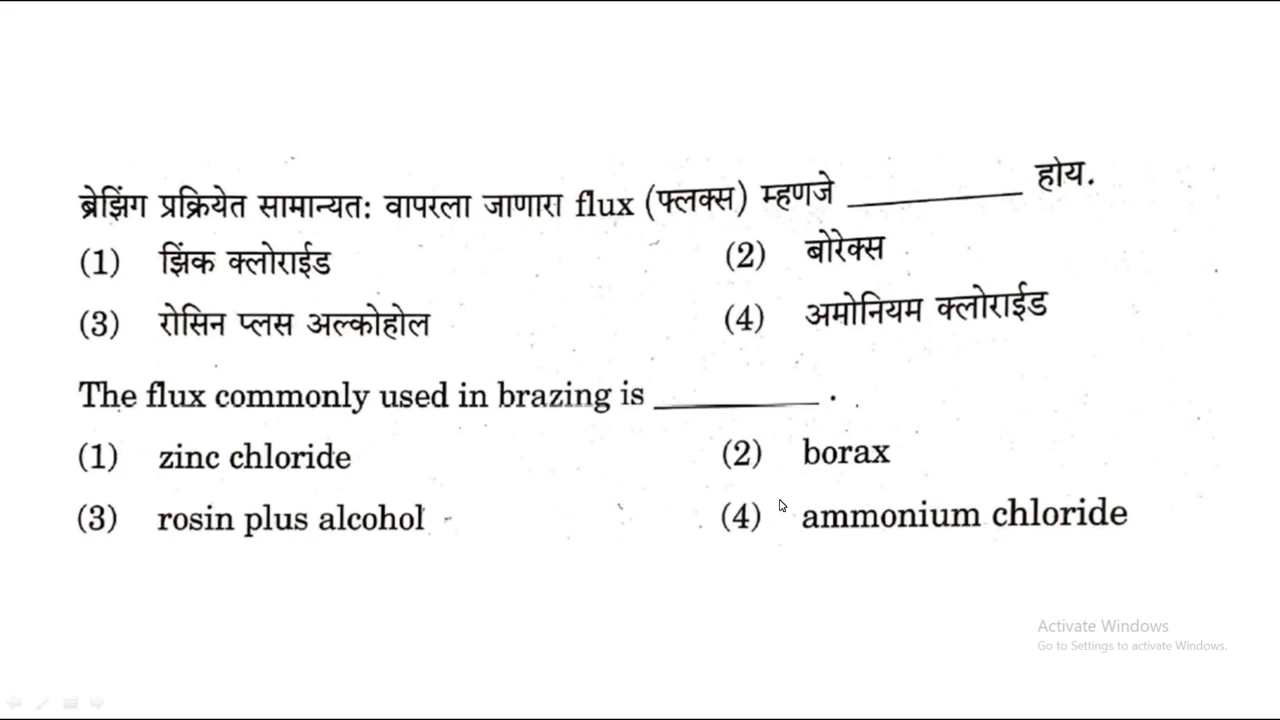 ब्रेझिंग प्रक्रियेत सामान्यत: वापरला जाणारा flux (फ्लक्स) म्हणजे __________ होय.
(1) झिंक क्लोराईड (2) बोरेक्स
(3) रोसिन प्लस अल्कोहोल (4) अमोनियम क्लोराईड
The flux commonly used in brazing is __________ .
(1) zinc chloride (2) borax
(3) rosin plus alcohol (4) ammonium chloride
Activate Windows
Go to Settings to activate Windows.